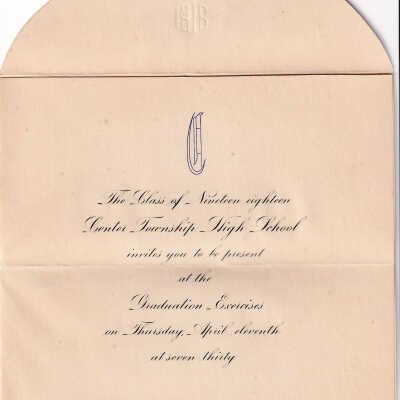 1918
C
The Class of Nineteen eighteen
Center Township High School
invites you to be present
at the
Graduation Exercises
on Thursday, April eleventh
at seven thirty